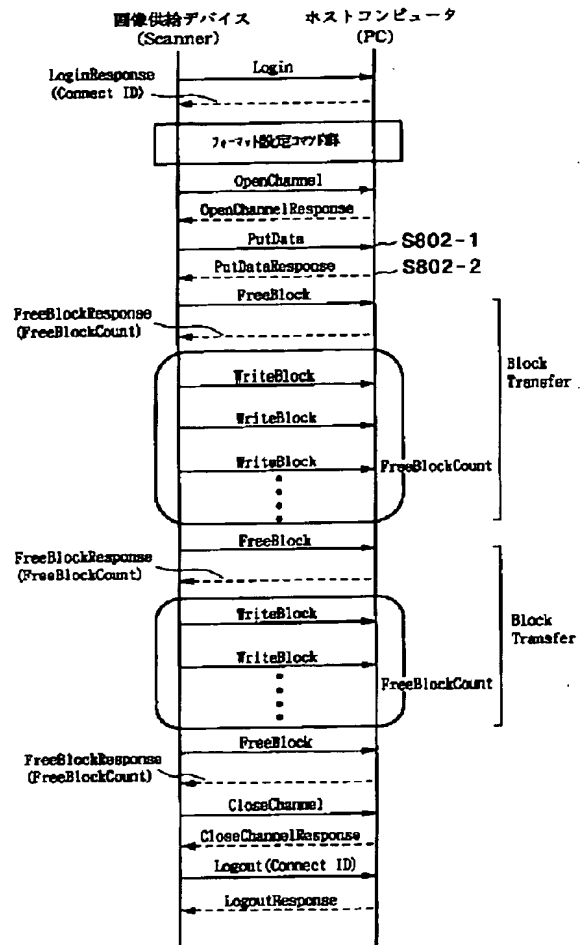 画像供給デバイス
(Scanner)
ホストコンピュータ
(PC)
Login
LoginResponse
(Connect ID)
フォーマット設定コマンド群
OpenChannel
OpenChannelResponse
PutData
S802-1
PutDataResponse
S802-2
FreeBlock
FreeBlockResponse
(FreeBlockCount)
Block
Transfer
WriteBlock
WriteBlock
WriteBlock
FreeBlockCount
FreeBlock
FreeBlockResponse
(FreeBlockCount)
Block
Transfer
WriteBlock
WriteBlock
FreeBlockCount
FreeBlock
FreeBlockResponse
(FreeBlockCount)
CloseChannel
CloseChannelResponse
Logout(Connect ID)
LogoutResponse